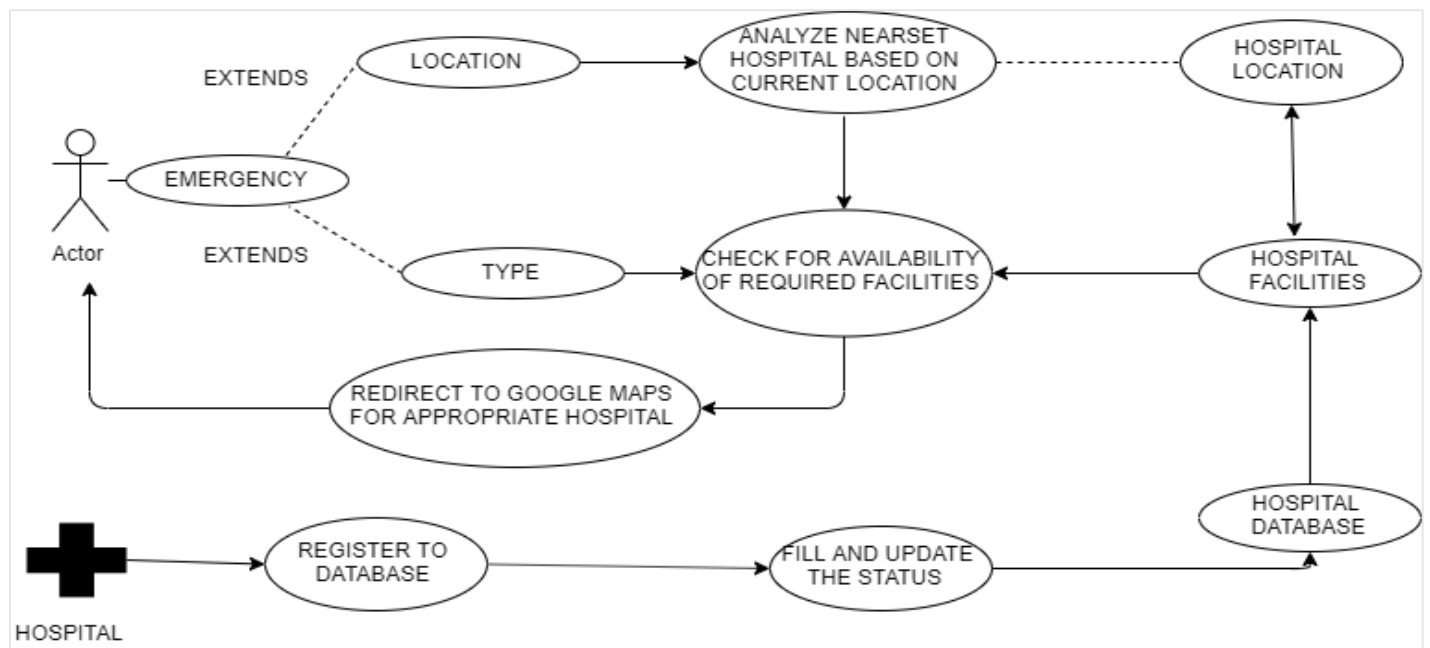 EXTENDS
LOCATION
ANALYZE NEARSET
HOSPITAL BASED ON
CURRENT LOCATION
HOSPITAL
LOCATION
EMERGENCY
Actor
EXTENDS
TYPE
CHECK FOR AVAILABILITY
OF REQUIRED FACILITIES
HOSPITAL
FACILITIES
REDIRECT TO GOOGLE MAPS
FOR APPROPRIATE HOSPITAL
HOSPITAL
DATABASE
REGISTER TO
DATABASE
FILL AND UPDATE
THE STATUS
HOSPITAL